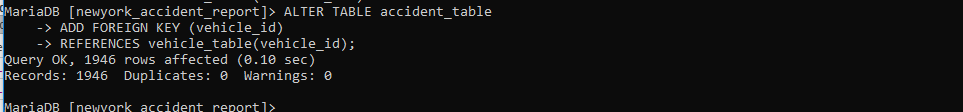 MariaDB [newyork_accident_report]> ALTER TABLE accident_table
    -> ADD FOREIGN KEY (vehicle_id)
    -> REFERENCES vehicle_table(vehicle_id);
Query OK, 1946 rows affected (0.10 sec)
Records: 1946  Duplicates: 0  Warnings: 0

MariaDB [newyork_accident_report]>